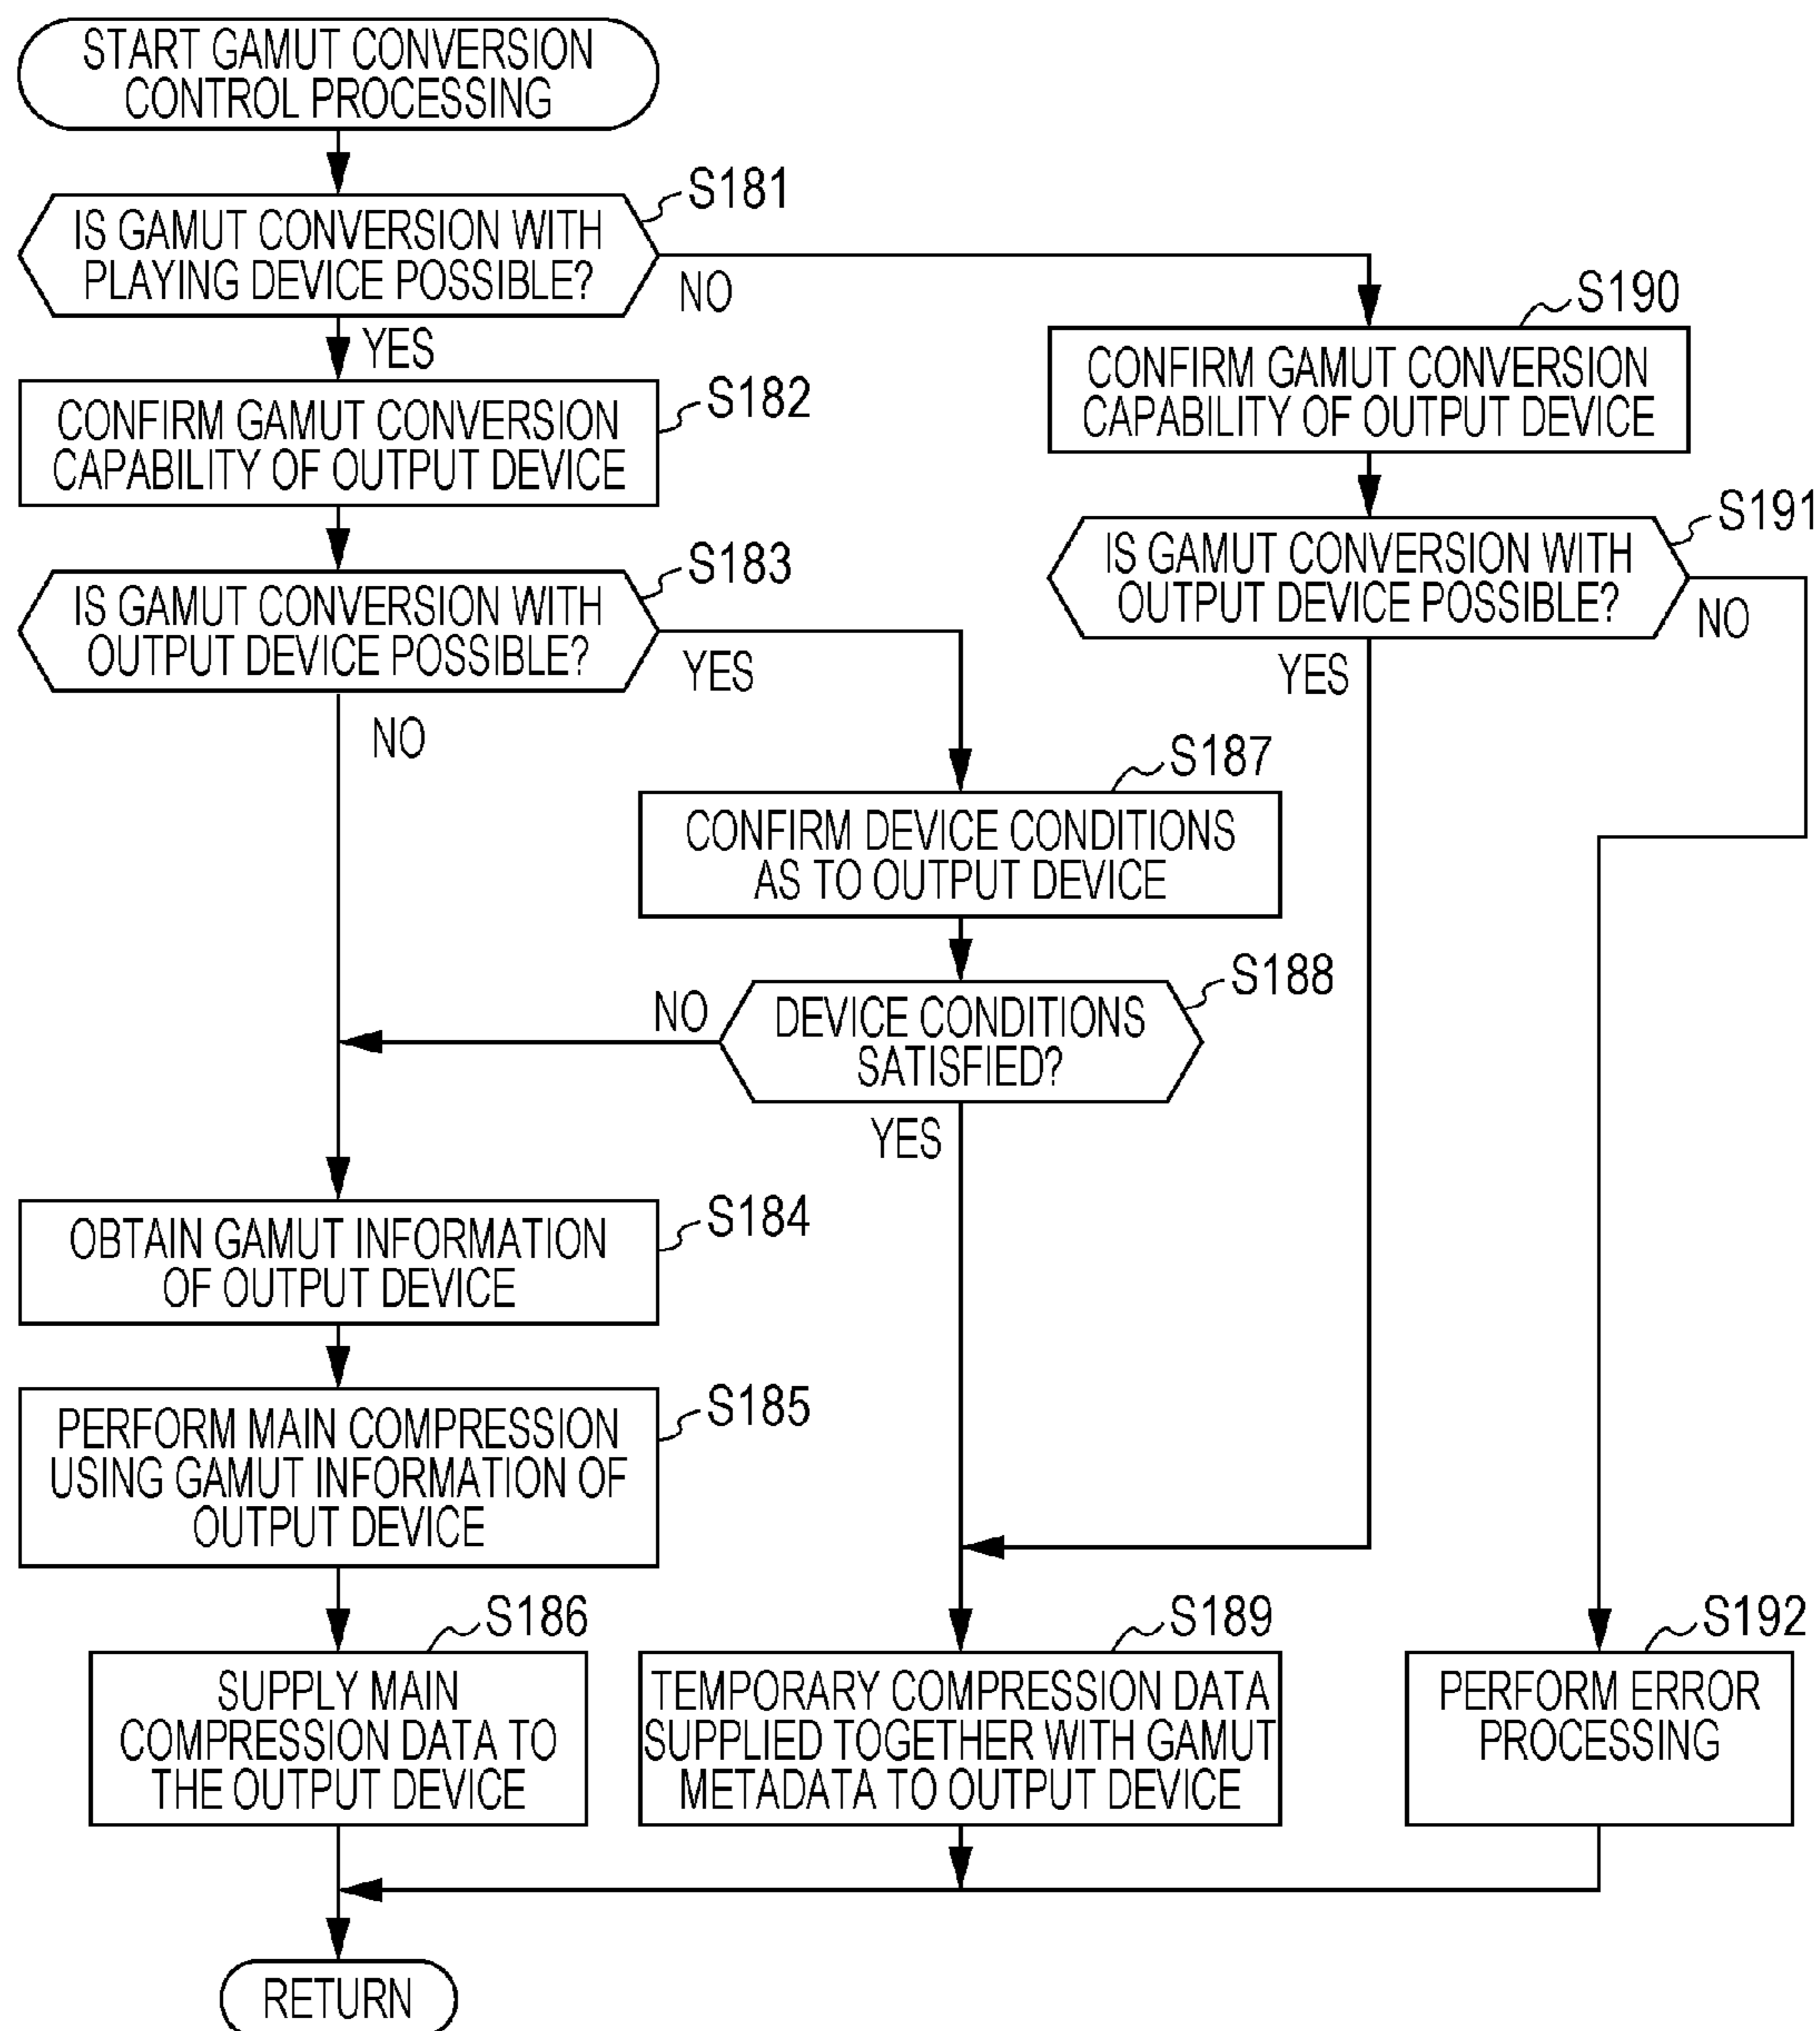 START GAMUT CONVERSION
CONTROL PROCESSING
S181
IS GAMUT CONVERSION WITH
PLAYING DEVICE POSSIBLE?
NO
YES
S190
CONFIRM GAMUT CONVERSION
CAPABILITY OF OUTPUT DEVICE
S182
CONFIRM GAMUT CONVERSION
CAPABILITY OF OUTPUT DEVICE
S191
IS GAMUT CONVERSION WITH
OUTPUT DEVICE POSSIBLE?
NO
YES
S183
IS GAMUT CONVERSION WITH
OUTPUT DEVICE POSSIBLE?
YES
NO
S187
CONFIRM DEVICE CONDITIONS
AS TO OUTPUT DEVICE
S188
DEVICE CONDITIONS
SATISFIED?
NO
YES
S184
OBTAIN GAMUT INFORMATION
OF OUTPUT DEVICE
S185
PERFORM MAIN COMPRESSION
USING GAMUT INFORMATION OF
OUTPUT DEVICE
S186
SUPPLY MAIN
COMPRESSION DATA TO
THE OUTPUT DEVICE
S189
TEMPORARY COMPRESSION DATA
SUPPLIED TOGETHER WITH GAMUT
METADATA TO OUTPUT DEVICE
S192
PERFORM ERROR
PROCESSING
RETURN